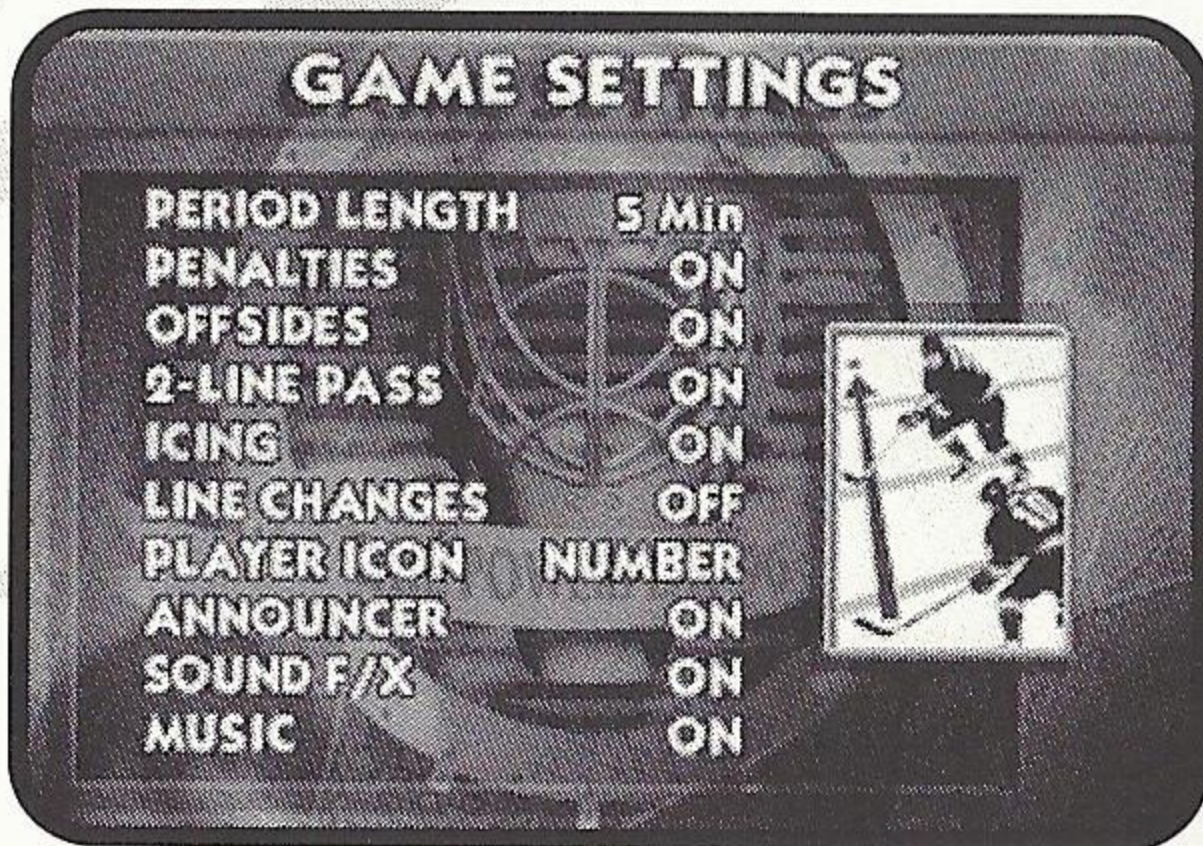 GAME SETTINGS
PERIOD LENGTH 5 Min
PENALTIES ON
OFFSIDES ON
2-LINE PASS ON
ICING ON
LINE CHANGES OFF
PLAYER ICON NUMBER
ANNOUNCER ON
SOUND F/X ON
MUSIC ON